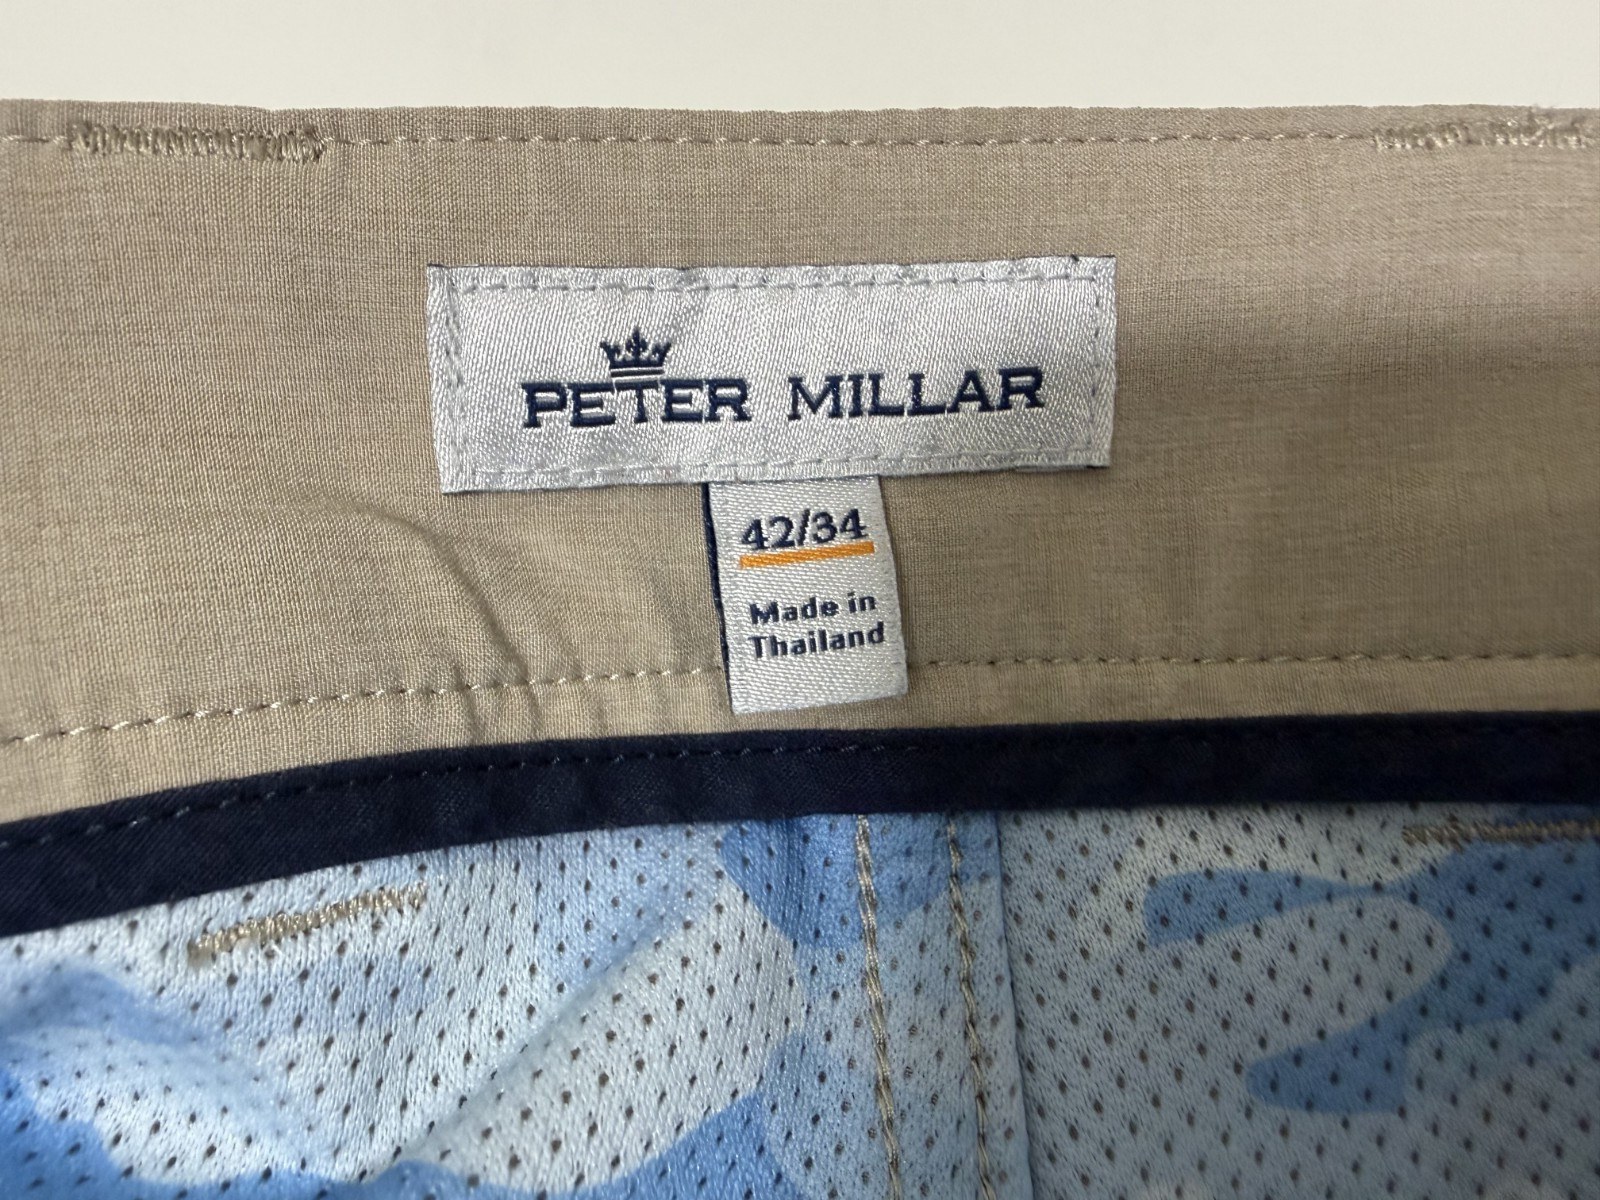 PETER MILLAR
42/34
Made in
Thailand